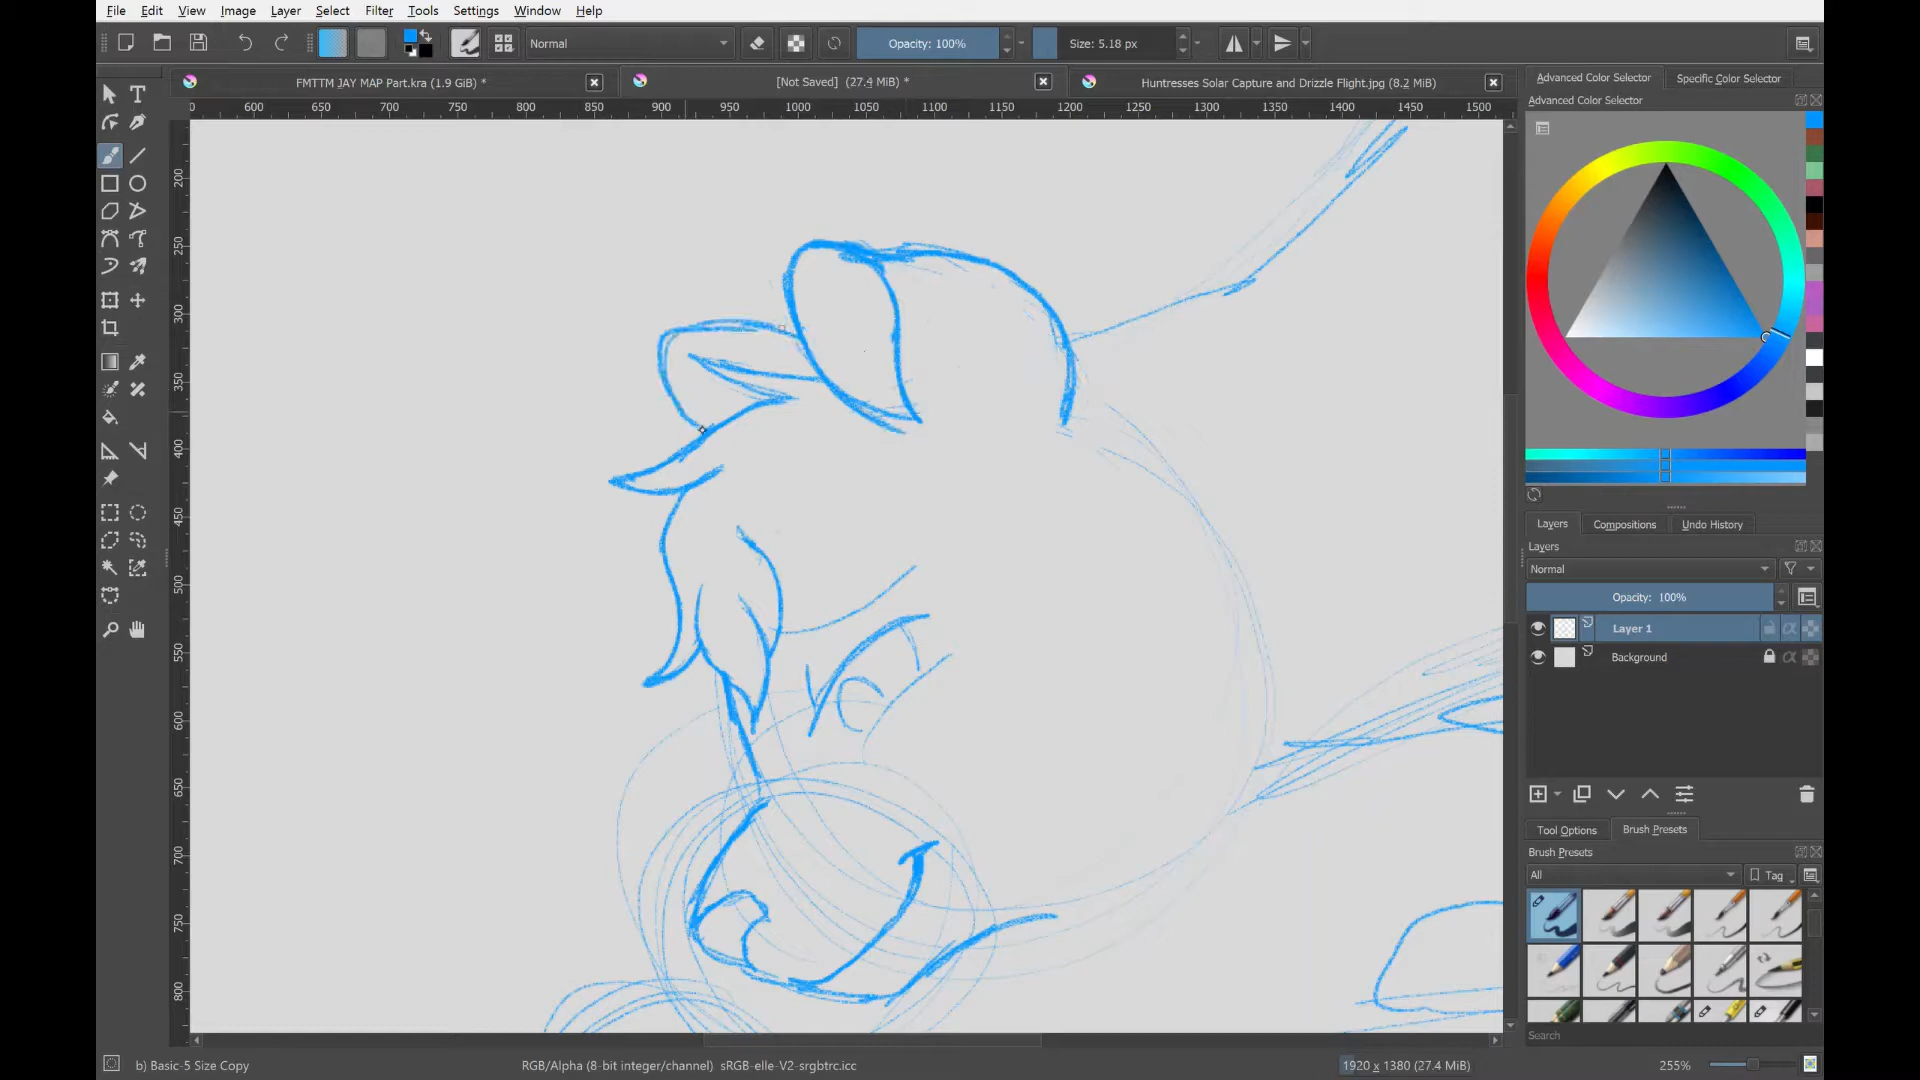 File Edit View Image Layer Select Filter Tools Settings Window Help
Normal Opacity: 100% Size: 5.18 px
FMTTM JAY MAP Part.kra (1.9 GiB) * [Not Saved] (27.4 MiB) * Huntresses Solar Capture and Drizzle Flight.jpg (8.2 MiB)
Advanced Color Selector Specific Color Selector
Advanced Color Selector
600 650 700 750 800 850 900 950 1000 1050 1100 1150 1200 1250 1300 1350 1400 1450 1500
200
250
300
350
400
450
500
550
600
650
700
750
800
Layers Compositions Undo History
Layers
Normal
Opacity: 100%
Layer 1
Background
Tool Options Brush Presets
Brush Presets
All Tag
Search
b) Basic-5 Size Copy RGB/Alpha (8-bit integer/channel) sRGB-elle-V2-srgbtrc.icc 1920 x 1380 (27.4 MiB) 255%